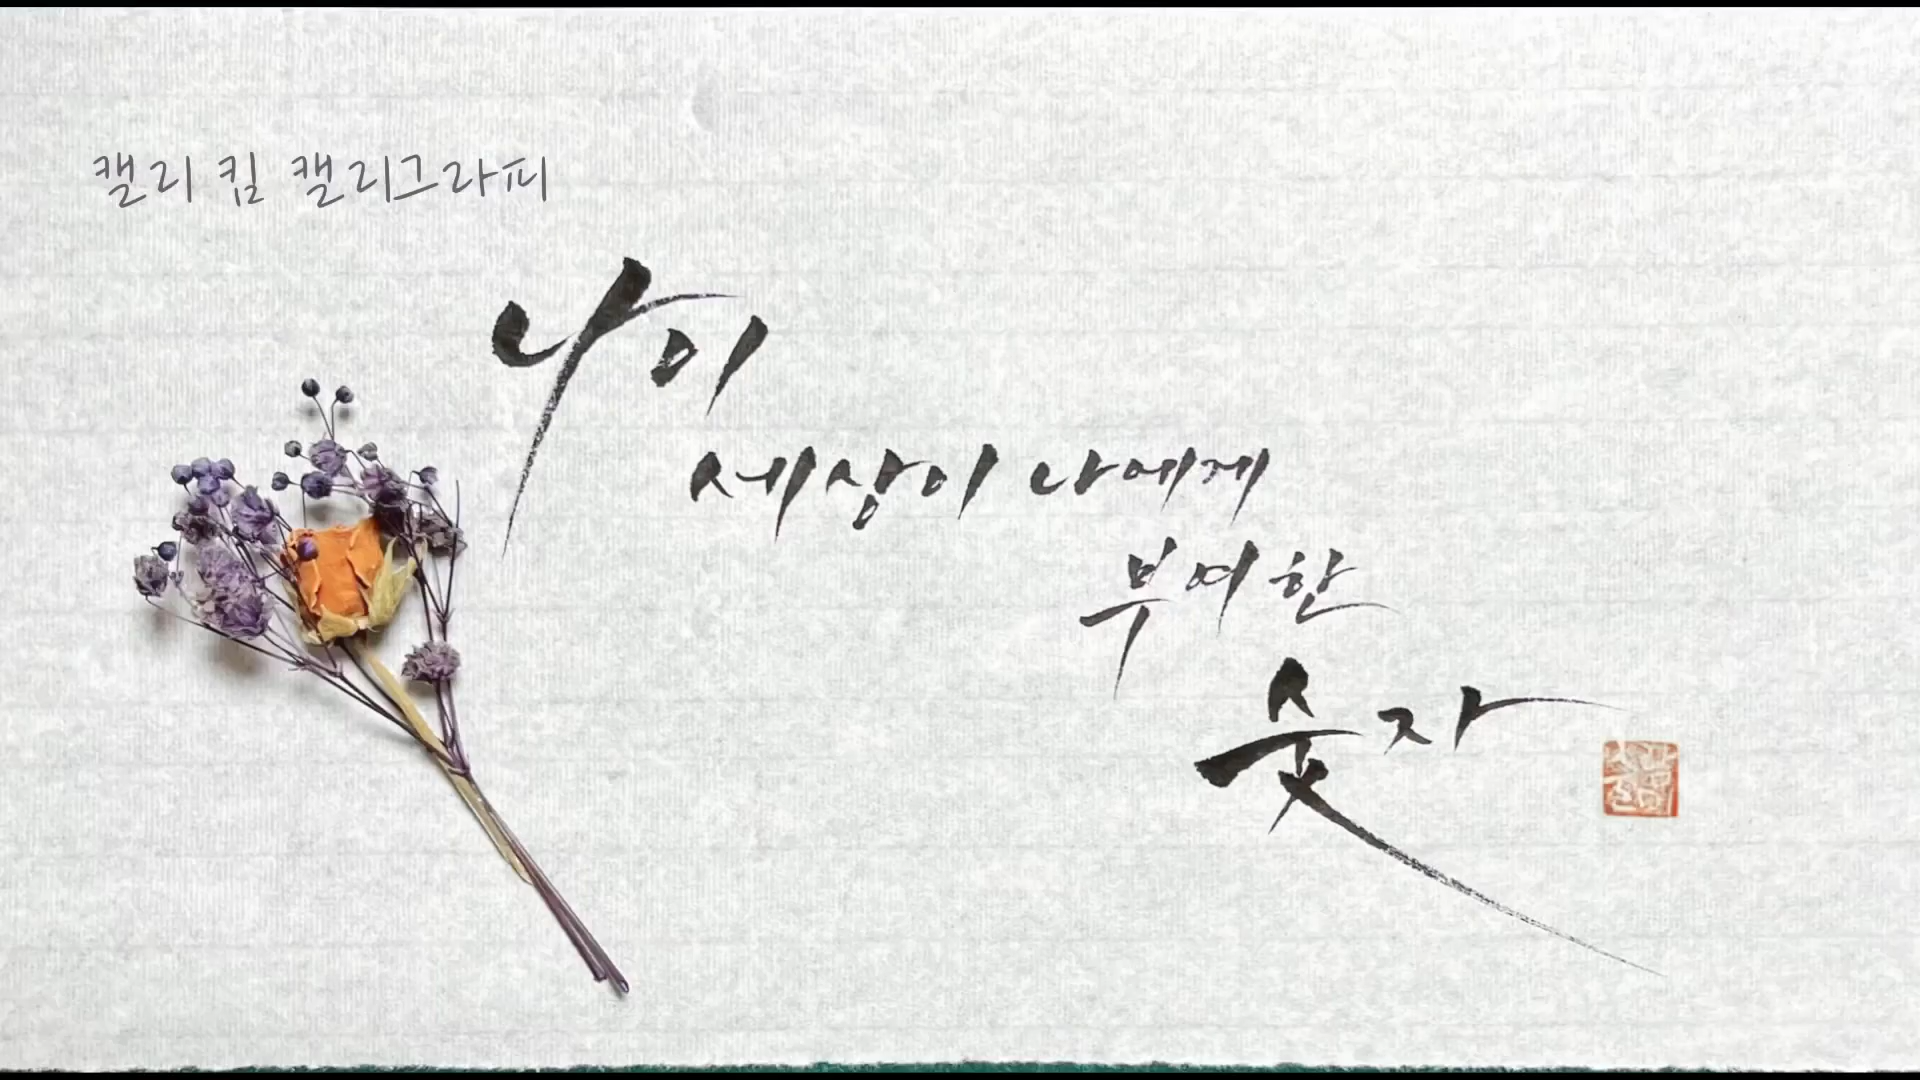 캘리 킴 캘리그라피
나이
세상이 나에게
부여한
숫자